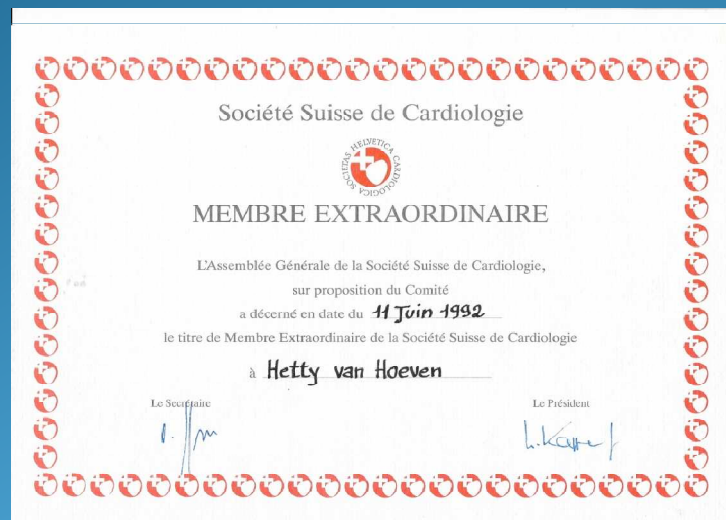 Société Suisse de Cardiologie
SOCIETAS HELVETICA CARDIOLOGICA
MEMBRE EXTRAORDINAIRE
L'Assemblée Générale de la Société Suisse de Cardiologie,
sur proposition du Comité
a décerné en date du 11 Juin 1992
le titre de Membre Extraordinaire de la Société Suisse de Cardiologie
à Hetty van Hoeven
Le Secrétaire
Le Président